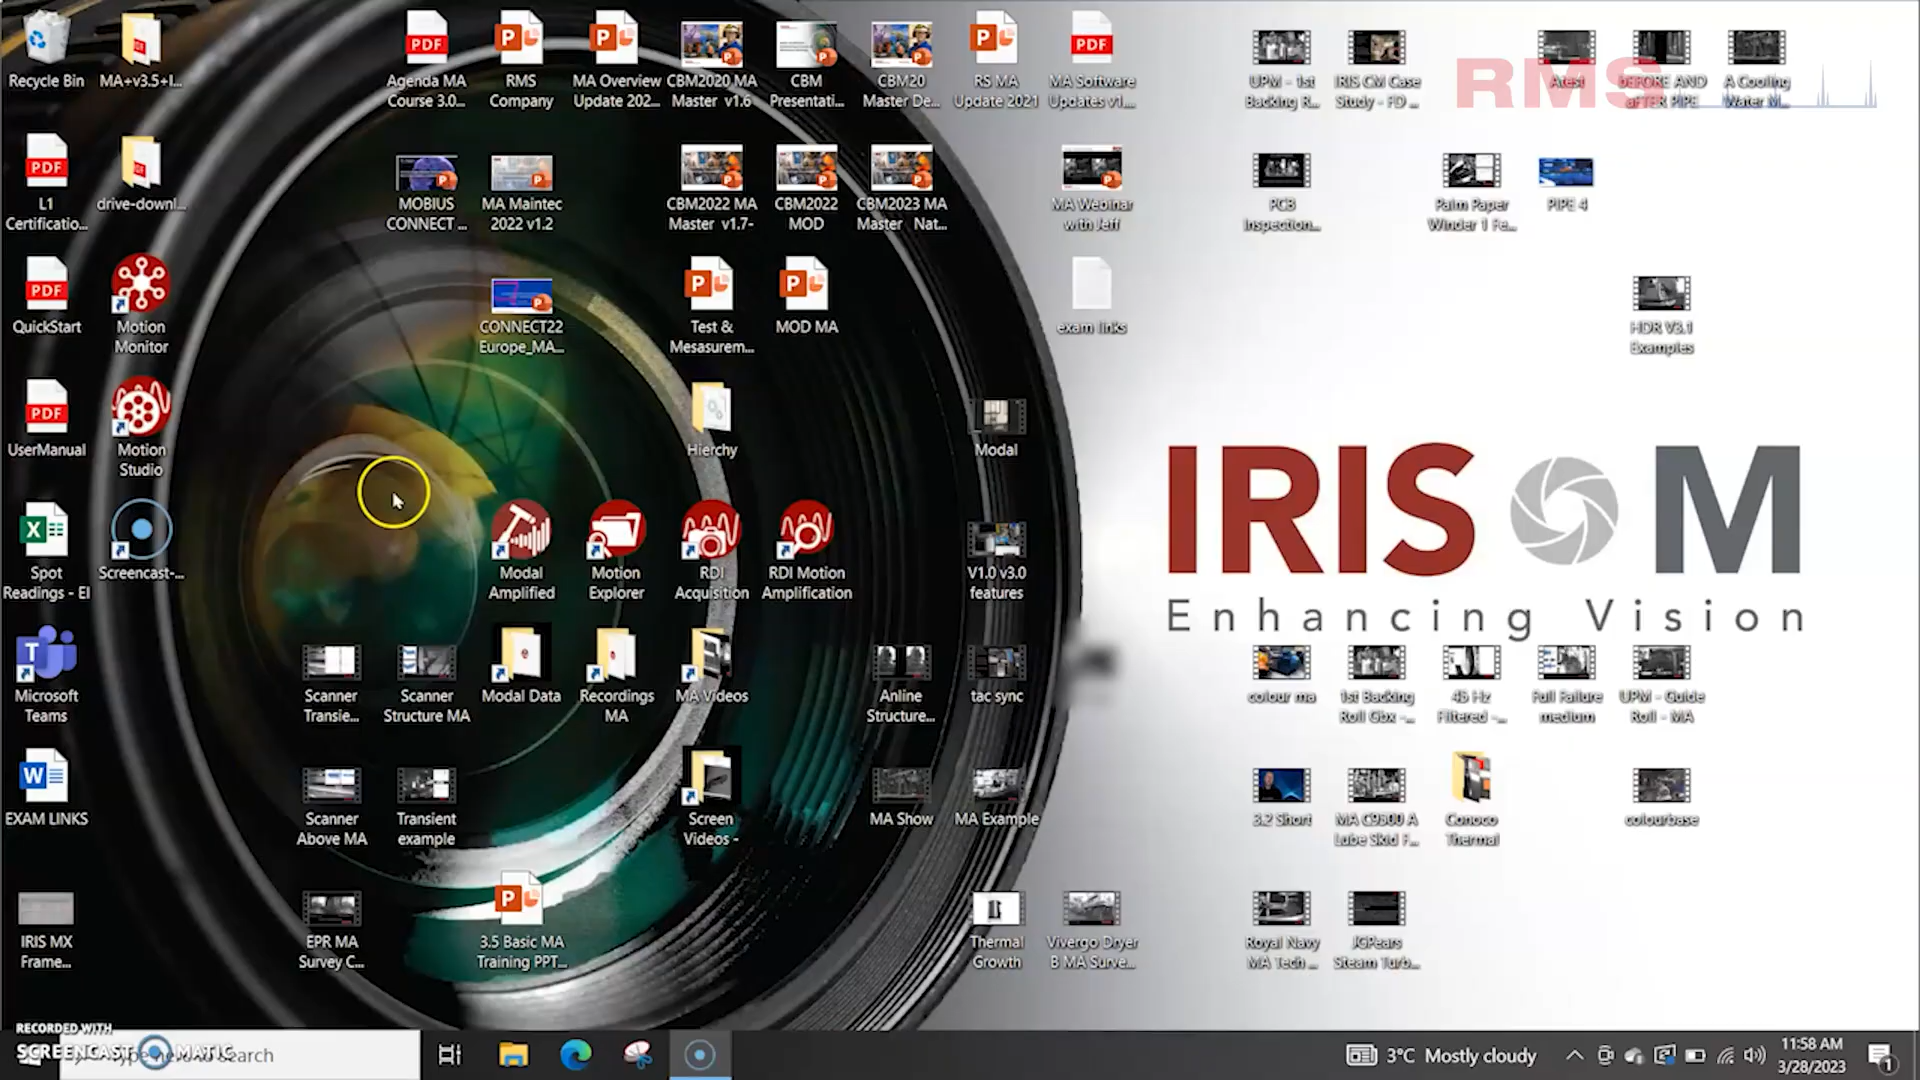 Recycle Bin
MA+v3.5+I...
Agenda MA
Course 3.0...
RMS
Company
MA Overview
Update 202...
CBM2020 MA
Master v1.6
CBM
Presentati...
CBM20
Master De...
RS MA
Update 2021
MA Software
Updates v1....
UPM - 1st
Backing R...
IRIS CM Case
Study - FD ...
Atest
BEFORE AND
aFTER PIPE
A Cooling
Water M...
RMS
L1
Certificatio...
drive-downl...
MOBIUS
CONNECT ...
MA Maintec
2022 v1.2
CBM2022 MA
Master v1.7-
CBM2022
MOD
CBM2023 MA
Master Nat...
MA Webinar
with Jeff
PCB
Inspection...
Palm Paper
Winder 1 Fe...
PIPE 4
QuickStart
Motion
Monitor
CONNECT22
Europe_MA...
Test &
Mesasurem...
MOD MA
exam links
HDR V3.1
Examples
UserManual
Motion
Studio
Hierchy
Modal
IRIS M
Enhancing Vision
Spot
Readings - El
Screencast-...
Modal
Amplified
Motion
Explorer
RDI
Acquisition
RDI Motion
Amplification
V1.0 v3.0
features
Microsoft
Teams
Scanner
Transie...
Scanner
Structure MA
Modal Data
Recordings
MA
MA Videos
Anline
Structure...
tac sync
colour ma
1st Backing
Roll Gbx -...
45 Hz
Filtered -...
Full Failure
medium
UPM - Guide
Roll - MA
EXAM LINKS
Scanner
Above MA
Transient
example
Screen
Videos -
MA Show
MA Example
3.2 Short
MA C9300 A
Lube Skid F...
Conoco
Thermal
colourbase
IRIS MX
Frame...
EPR MA
Survey C...
3.5 Basic MA
Training PPT...
Thermal
Growth
Vivergo Dryer
B MA Surve...
Royal Navy
MA Tech ...
JGPears
Steam Turb...
RECORDED WITH
SCREENCAST MATIC
Type here to search
3°C Mostly cloudy
11:58 AM
3/28/2023
1